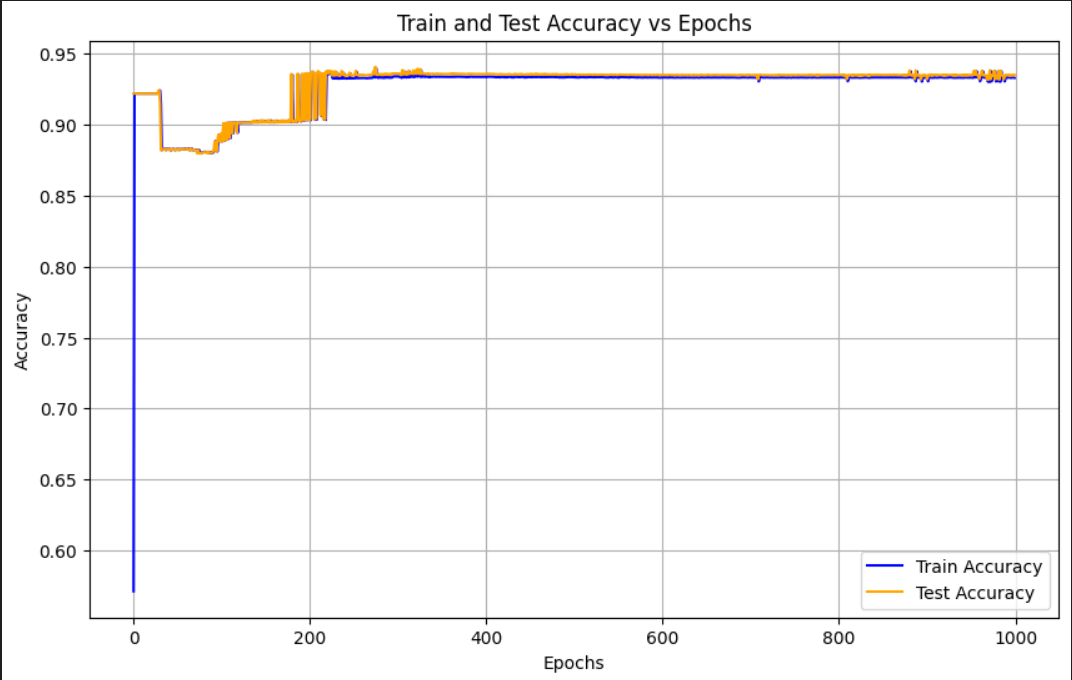 Train and Test Accuracy vs Epochs
0.95
0.90
0.85
0.80
0.75
0.70
0.65
0.60
Accuracy
Train Accuracy
Test Accuracy
0 200 400 600 800 1000
Epochs